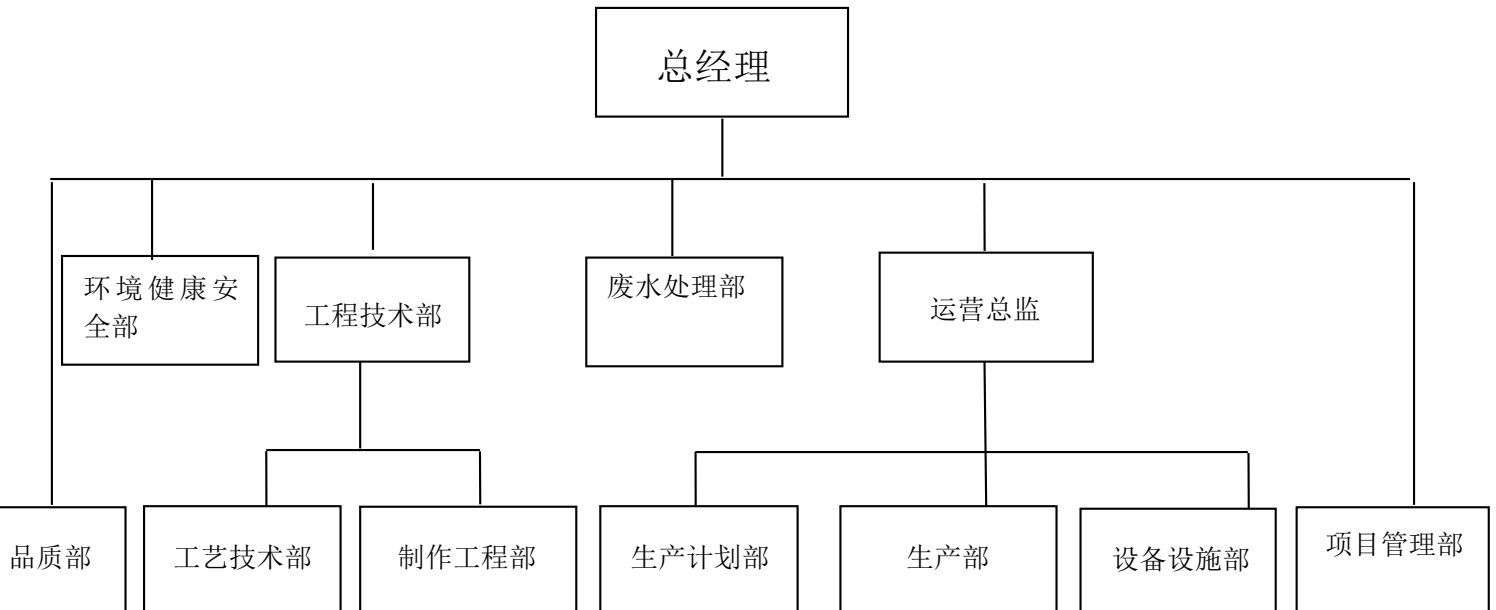 总经理
环境健康安
全部
工程技术部
废水处理部
运营总监
品质部
工艺技术部
制作工程部
生产计划部
生产部
设备设施部
项目管理部